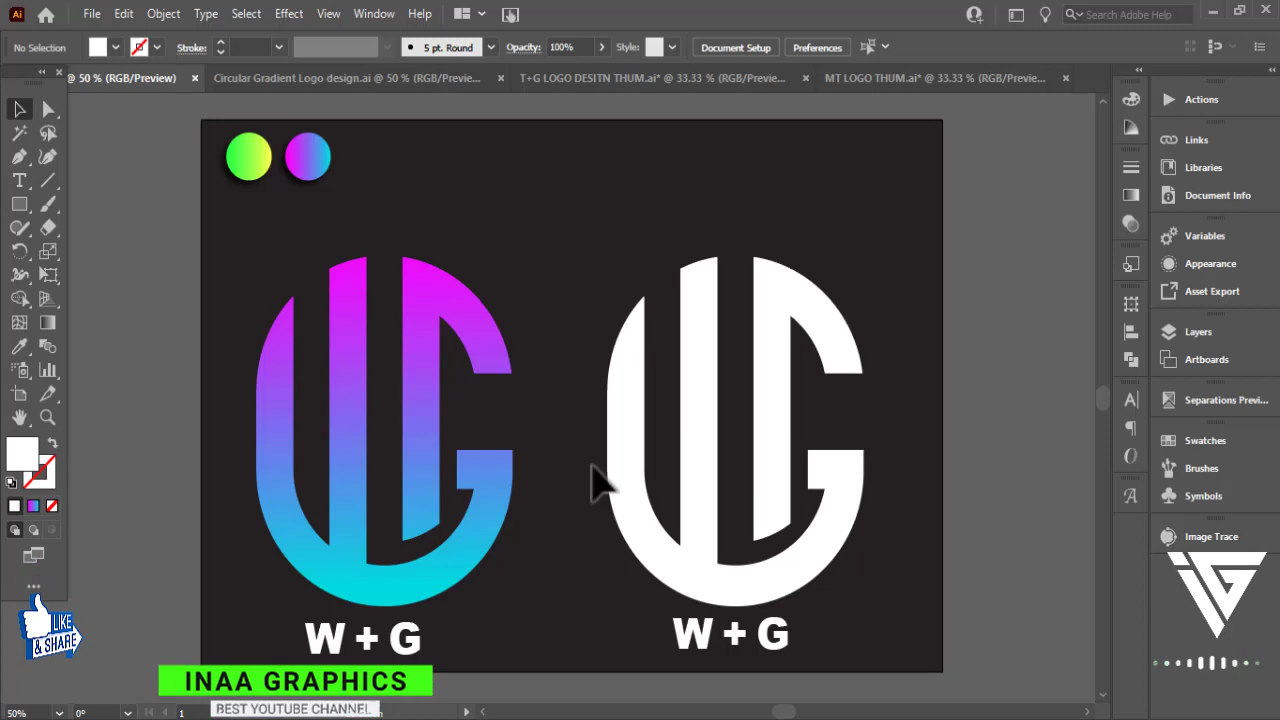 Ai File Edit Object Type Select Effect View Window Help Search Adobe Help
No Selection Stroke: 5 pt. Round Opacity: 100% Style: Document Setup Preferences
@ 50 % (RGB/Preview) × Circular Gradient Logo design.ai @ 50 % (RGB/Previe... × T+G LOGO DESITN THUM.ai* @ 33.33 % (RGB/Previe... × MT LOGO THUM.ai* @ 33.33 % (RGB/Previe... ×
Actions
Links
Libraries
Document Info
Variables
Appearance
Asset Export
Layers
Artboards
Separations Previ...
Swatches
Brushes
Symbols
Image Trace
WG
WG
W + G
W + G
LIKE
& SHARE
INAA GRAPHICS
BEST YOUTUBE CHANNEL
50% 0° 1